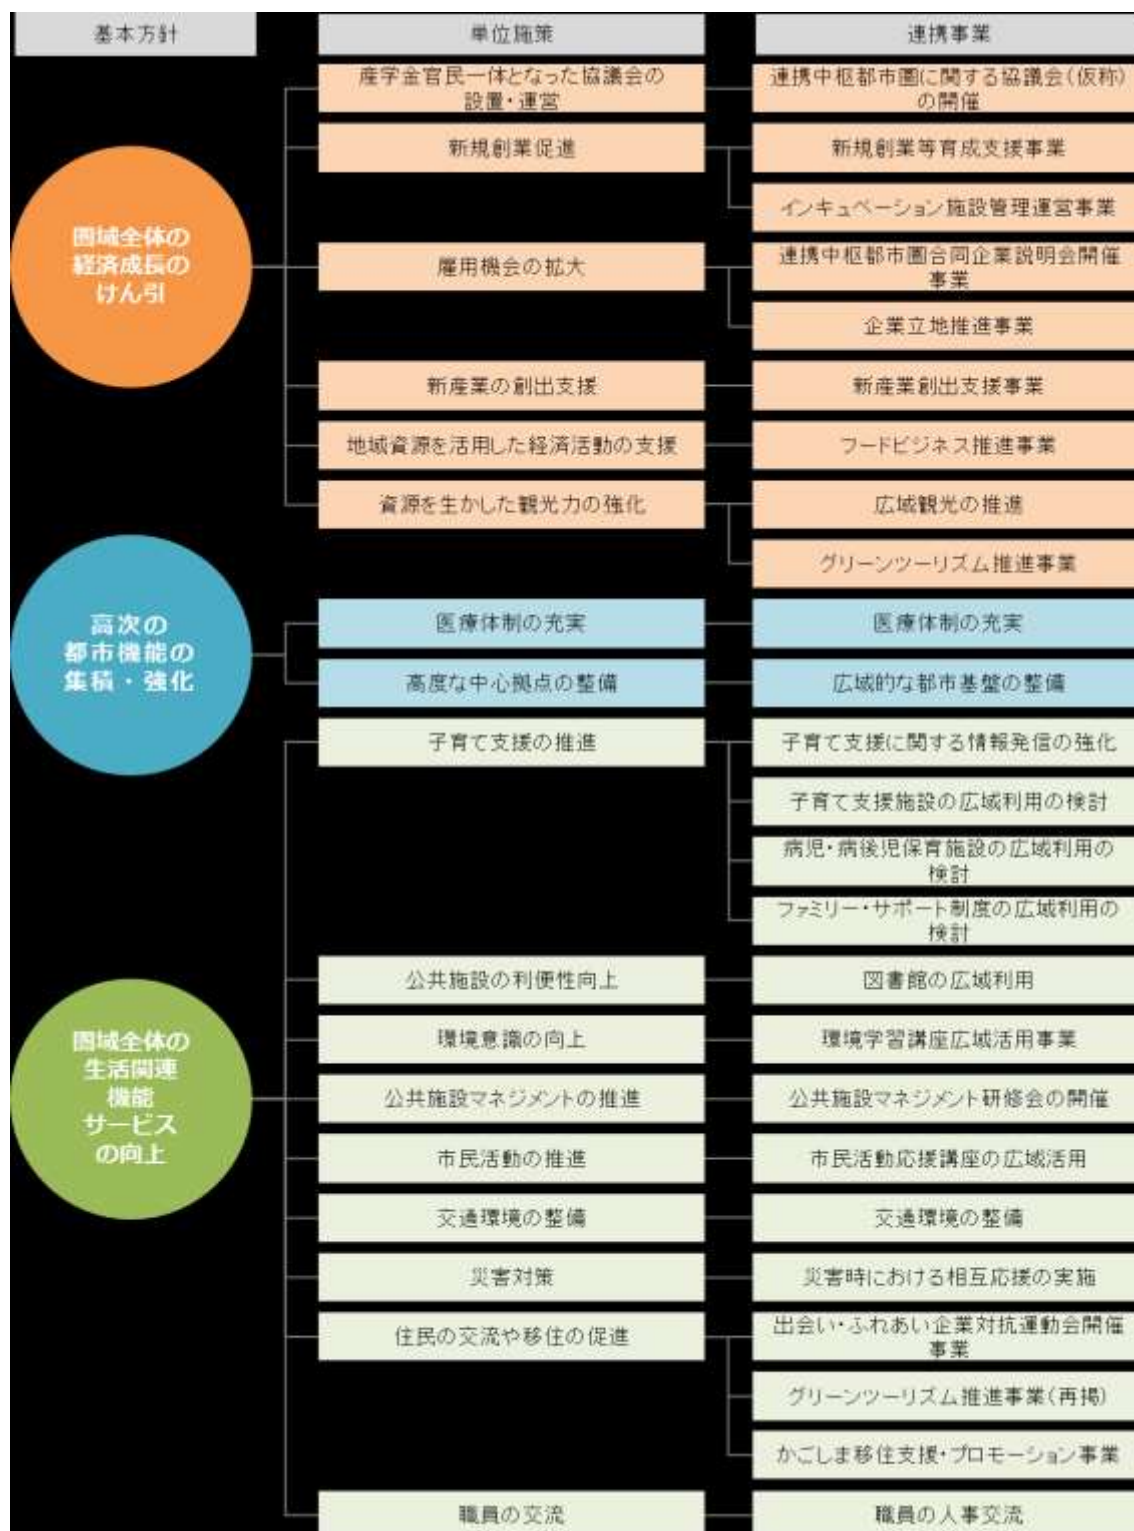 基本方針
単位施策
連携事業
圏域全体の
経済成長の
けん引
産学金官民一体となった協議会の
設置・運営
連携中枢都市圏に関する協議会(仮称)
の開催
新規創業促進
新規創業等育成支援事業
インキュベーション施設管理運営事業
雇用機会の拡大
連携中枢都市圏合同企業説明会開催
事業
企業立地推進事業
新産業の創出支援
新産業創出支援事業
地域資源を活用した経済活動の支援
フードビジネス推進事業
資源を生かした観光力の強化
広域観光の推進
グリーンツーリズム推進事業
高次の
都市機能の
集積・強化
医療体制の充実
医療体制の充実
高度な中心拠点の整備
広域的な都市基盤の整備
圏域全体の
生活関連
機能
サービス
の向上
子育て支援の推進
子育て支援に関する情報発信の強化
子育て支援施設の広域利用の検討
病児・病後児保育施設の広域利用の
検討
ファミリー・サポート制度の広域利用の
検討
公共施設の利便性向上
図書館の広域利用
環境意識の向上
環境学習講座広域活用事業
公共施設マネジメントの推進
公共施設マネジメント研修会の開催
市民活動の推進
市民活動応援講座の広域活用
交通環境の整備
交通環境の整備
災害対策
災害時における相互応援の実施
住民の交流や移住の促進
出会い・ふれあい企業対抗運動会開催
事業
グリーンツーリズム推進事業(再掲)
かごしま移住支援・プロモーション事業
職員の交流
職員の人事交流